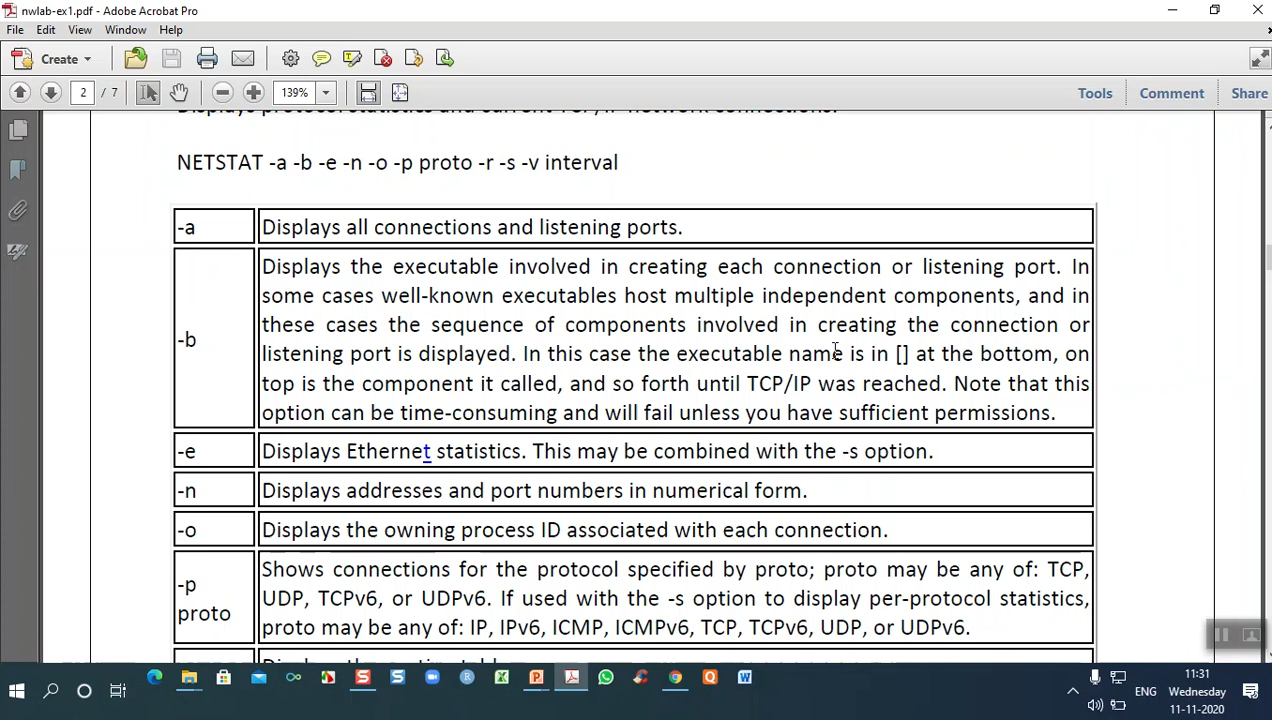 nwlab-ex1.pdf - Adobe Acrobat Pro
File Edit View Window Help
Create
2 / 7 139% Tools Comment Share
Displays protocol statistics and current TCP/IP network connections.
NETSTAT -a -b -e -n -o -p proto -r -s -v interval
-a Displays all connections and listening ports.
Displays the executable involved in creating each connection or listening port. In
some cases well-known executables host multiple independent components, and in
these cases the sequence of components involved in creating the connection or
-b listening port is displayed. In this case the executable name is in [] at the bottom, on
top is the component it called, and so forth until TCP/IP was reached. Note that this
option can be time-consuming and will fail unless you have sufficient permissions.
-e Displays Ethernet statistics. This may be combined with the -s option.
-n Displays addresses and port numbers in numerical form.
-o Displays the owning process ID associated with each connection.
-p Shows connections for the protocol specified by proto; proto may be any of: TCP,
proto UDP, TCPv6, or UDPv6. If used with the -s option to display per-protocol statistics,
proto may be any of: IP, IPv6, ICMP, ICMPv6, TCP, TCPv6, UDP, or UDPv6.
11:31
ENG Wednesday
11-11-2020